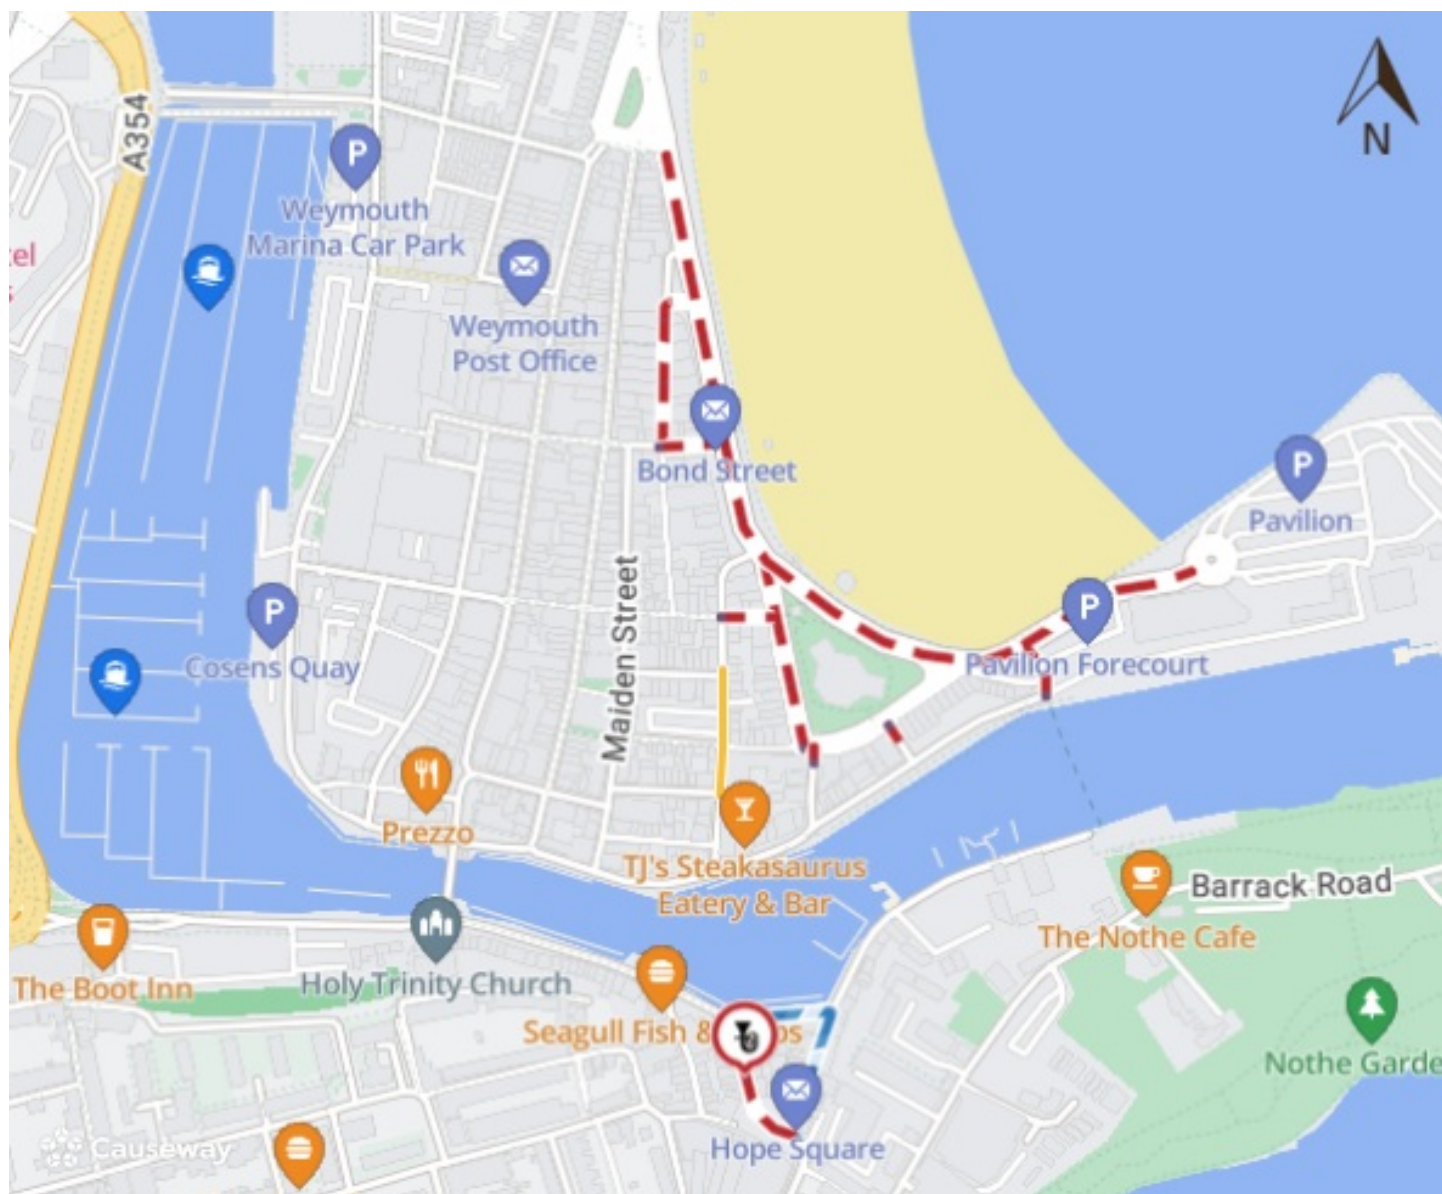 A354
N
P
Weymouth
Marina Car Park
tel
s
Weymouth
Post Office
Bond Street
P
Pavilion
Maiden Street
P
Cosens Quay
P
Pavilion Forecourt
Prezzo
TJ's Steakasaurus
Eatery & Bar
Barrack Road
The Nothe Cafe
The Boot Inn
Holy Trinity Church
Seagull Fish & ps
Nothe Garde
Hope Square
Causeway